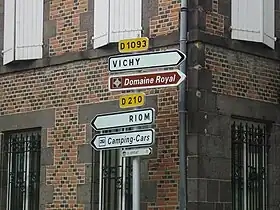 D1093
VICHY
Domaine Royal
D210
RIOM
Camping-Cars